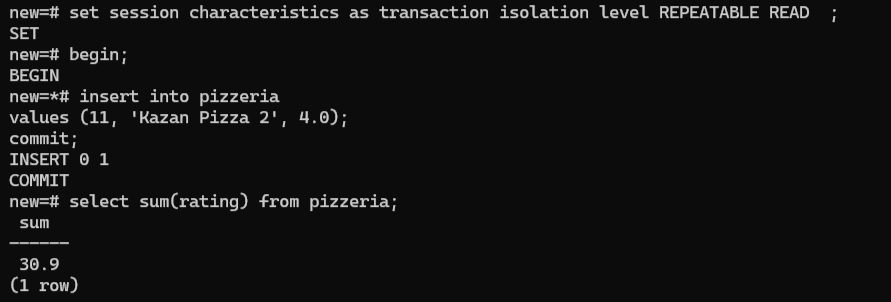 new=# set session characteristics as transaction isolation level REPEATABLE READ  ;
SET
new=# begin;
BEGIN
new=*# insert into pizzeria
values (11, 'Kazan Pizza 2', 4.0);
commit;
INSERT 0 1
COMMIT
new=# select sum(rating) from pizzeria;
 sum
------
 30.9
(1 row)